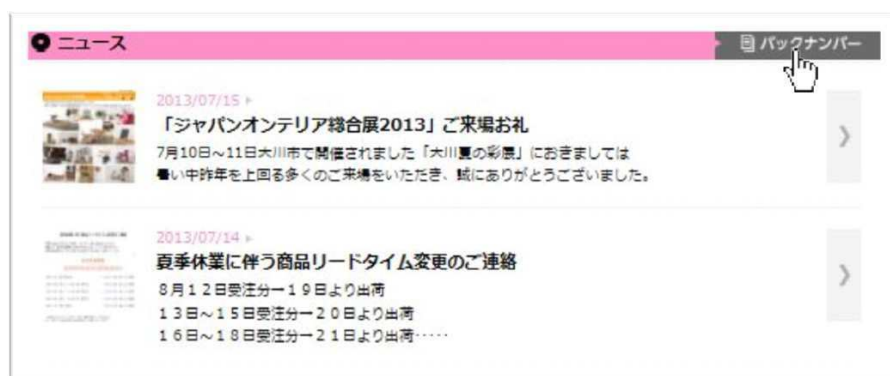 ニュース
バックナンバー
2013/07/15
「ジャパンオンテリア総合展2013」ご来場お礼
7月10日～11日大川市で開催されました「大川夏の彩展」におきましては
暑い中昨年を上回る多くのご来場をいただき、誠にありがとうございました。
2013/07/14
夏季休業に伴う商品リードタイム変更のご連絡
8月12日受注分ー19日より出荷
13日～15日受注分ー20日より出荷
16日～18日受注分ー21日より出荷‥‥‥